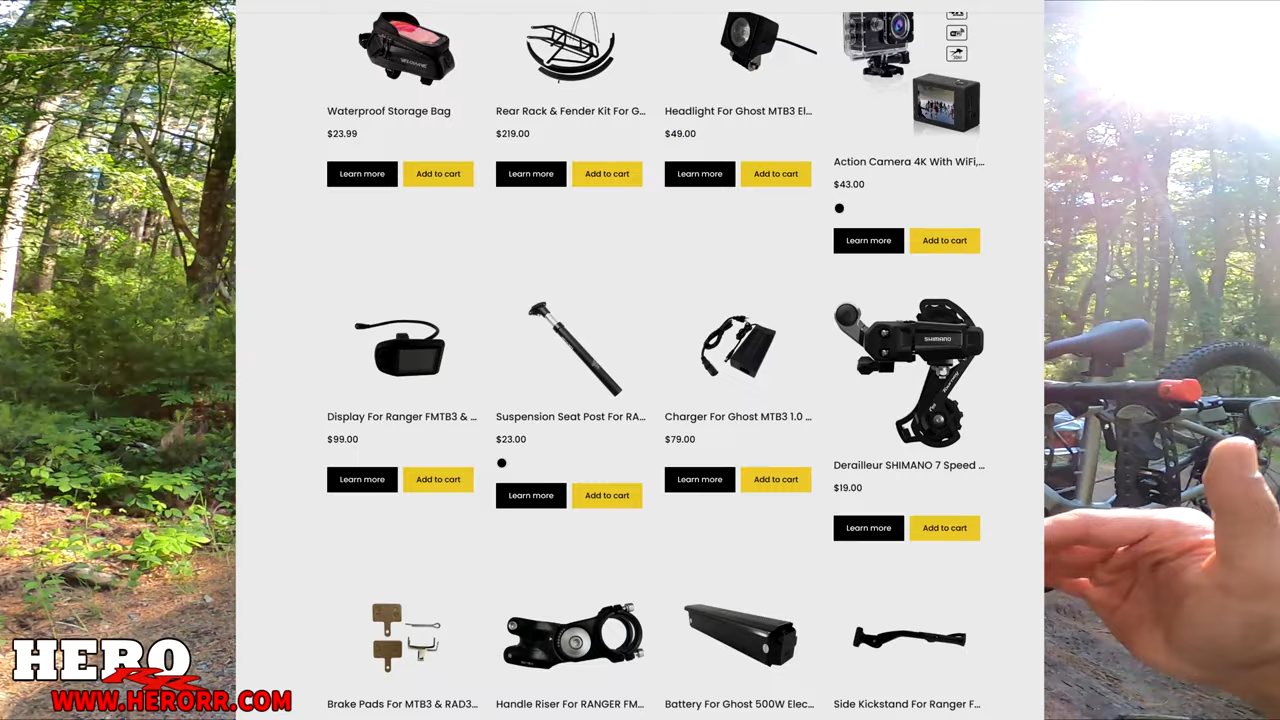 Waterproof Storage Bag
$23.99
Learn more
Add to cart
Rear Rack & Fender Kit For G...
$219.00
Learn more
Add to cart
Headlight For Ghost MTB3 El...
$49.00
Learn more
Add to cart
Action Camera 4K With WiFi,...
$43.00
Learn more
Add to cart
Display For Ranger FMTB3 & ...
$99.00
Learn more
Add to cart
Suspension Seat Post For RA...
$23.00
Learn more
Add to cart
Charger For Ghost MTB3 1.0 ...
$79.00
Learn more
Add to cart
SHIMANO
Derailleur SHIMANO 7 Speed ...
$19.00
Learn more
Add to cart
Brake Pads For MTB3 & RAD3...
Handle Riser For RANGER FM...
Battery For Ghost 500W Elec...
Side Kickstand For Ranger F...
HERO
RR
WWW.HERORR.COM